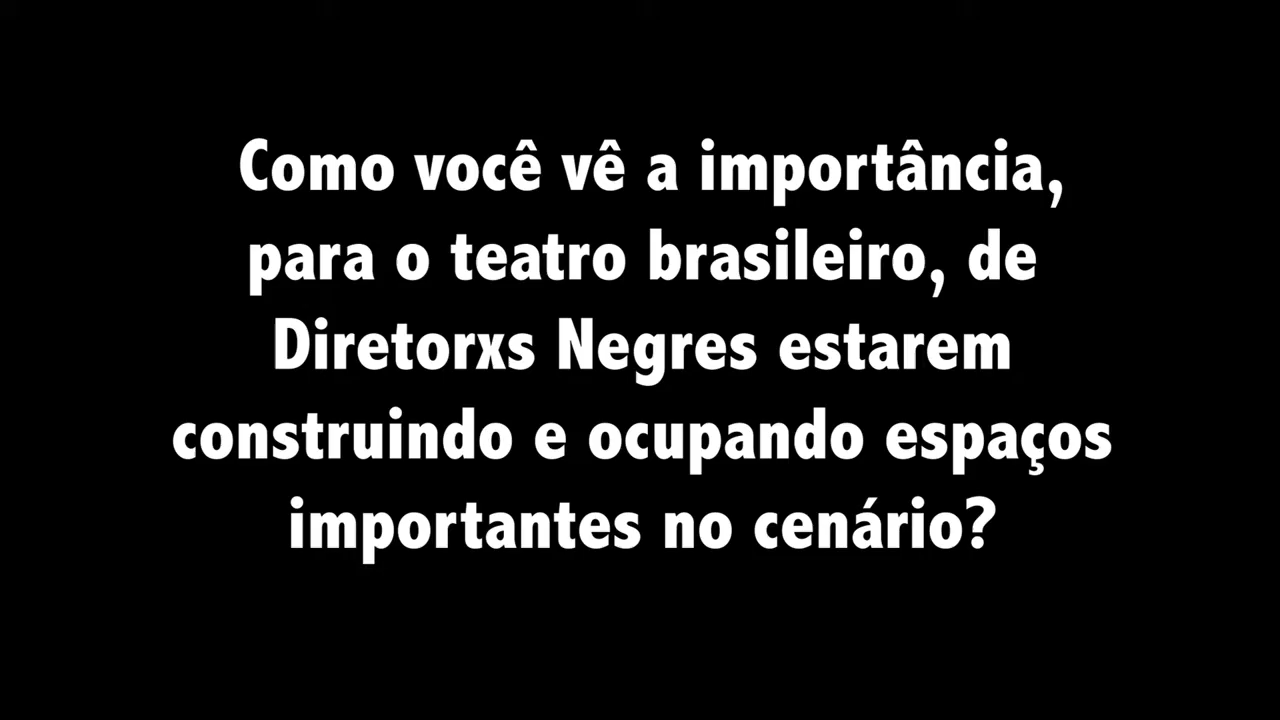 Como você vê a importância,
para o teatro brasileiro, de
Diretorxs Negres estarem
construindo e ocupando espaços
importantes no cenário?